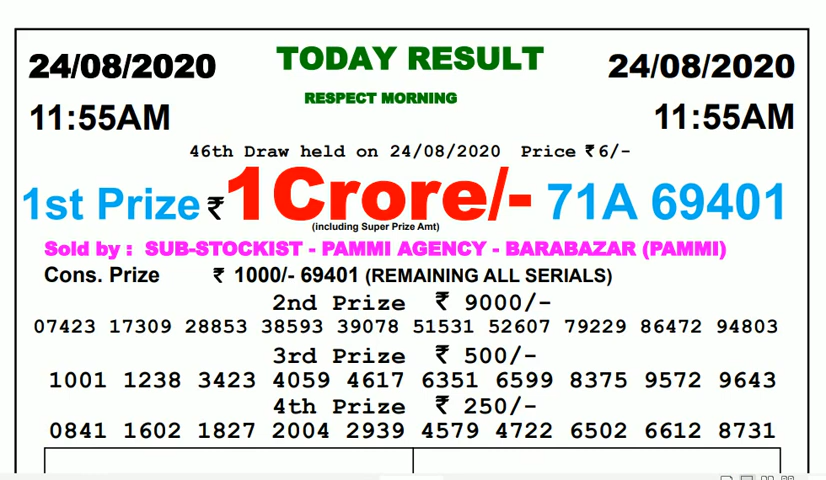 24/08/2020 TODAY RESULT 24/08/2020
RESPECT MORNING
11:55AM 11:55AM
46th Draw held on 24/08/2020 Price ₹6/-
1st Prize ₹1Crore/- 71A 69401
(including Super Prize Amt)
Sold by : SUB-STOCKIST - PAMMI AGENCY - BARABAZAR (PAMMI)
Cons. Prize ₹ 1000/- 69401 (REMAINING ALL SERIALS)
2nd Prize ₹ 9000/-
07423 17309 28853 38593 39078 51531 52607 79229 86472 94803
3rd Prize ₹ 500/-
1001 1238 3423 4059 4617 6351 6599 8375 9572 9643
4th Prize ₹ 250/-
0841 1602 1827 2004 2939 4579 4722 6502 6612 8731